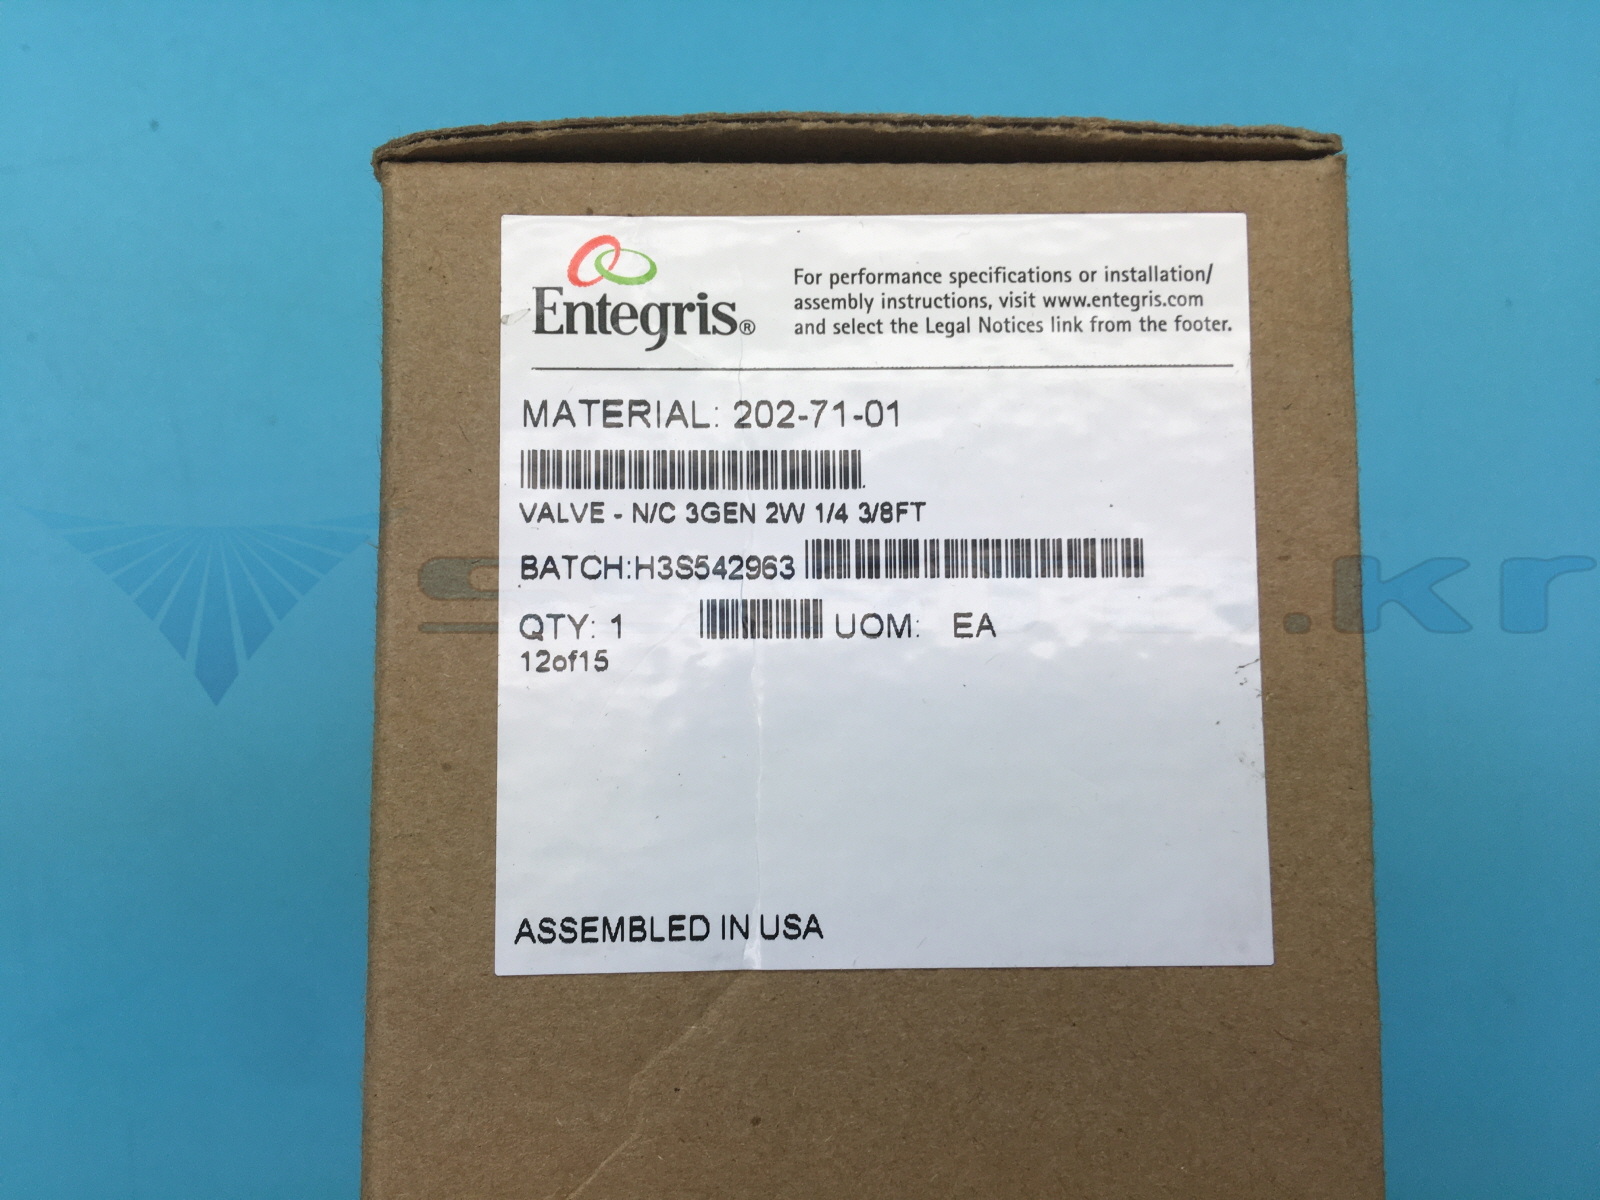 Entegris®
For performance specifications or installation/
assembly instructions, visit www.entegris.com
and select the Legal Notices link from the footer.
MATERIAL: 202-71-01
VALVE - N/C 3GEN 2W 1/4 3/8FT
BATCH:H3S542963
QTY: 1 UOM: EA
12of15
ASSEMBLED IN USA
.kr